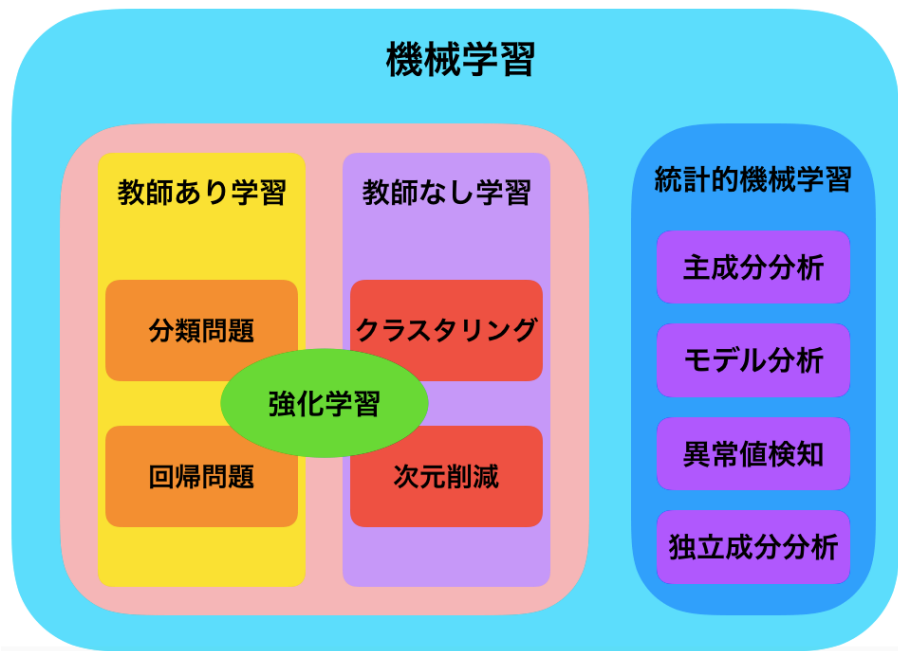 機械学習
教師あり学習
分類問題
回帰問題
教師なし学習
クラスタリング
次元削減
強化学習
統計的機械学習
主成分分析
モデル分析
異常値検知
独立成分分析